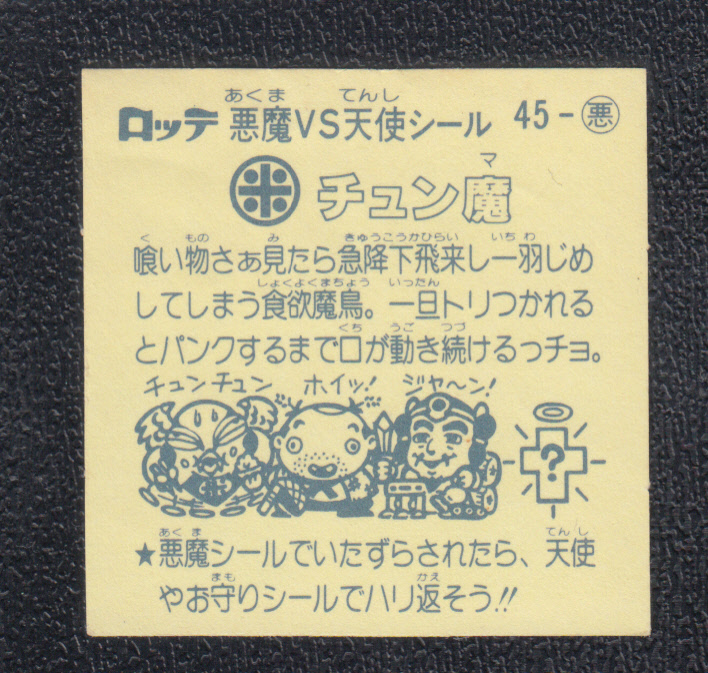 ロッテ 悪魔VS天使シール 45-悪
あくま てんし
米 チュン魔
マ
喰い物さぁ見たら急降下飛来し一羽じめ
く もの み きゅうこうかひらい いちわ
してしまう食欲魔鳥。一旦トリつかれる
しょくよくまちょう いったん
とパンクするまで口が動き続けるっチョ。
くち うご つづ
チュンチュン ホイッ! ジャ〜ン!
?
★悪魔シールでいたずらされたら、天使
あくま てんし
やお守りシールでハリ返そう!!
まも かえ